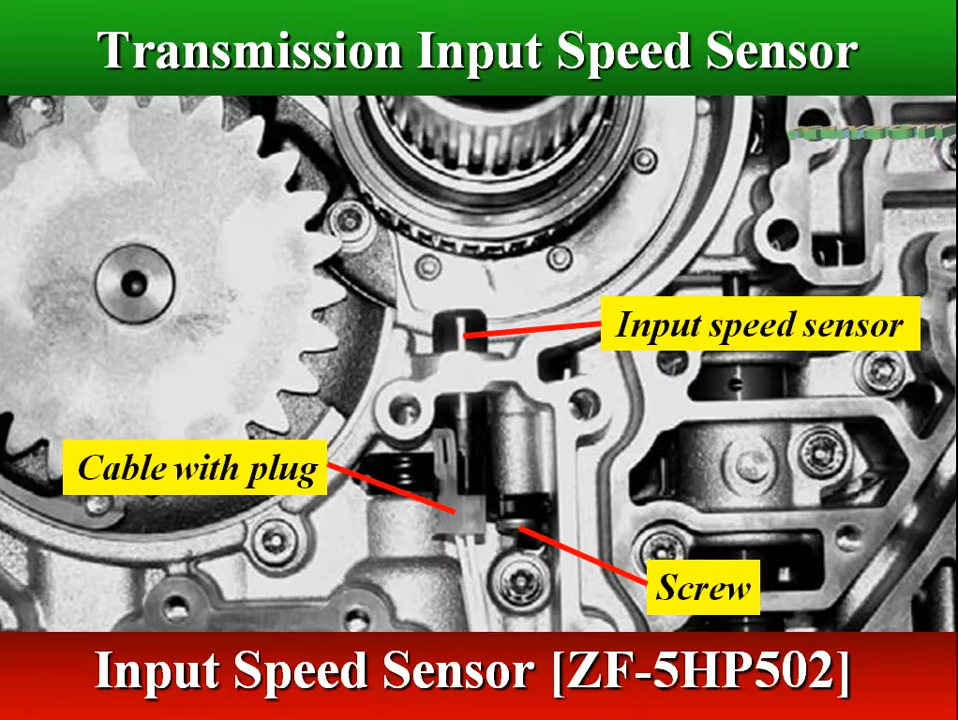 Transmission Input Speed Sensor
Input speed sensor
Cable with plug
Screw
Input Speed Sensor [ZF-5HP502]